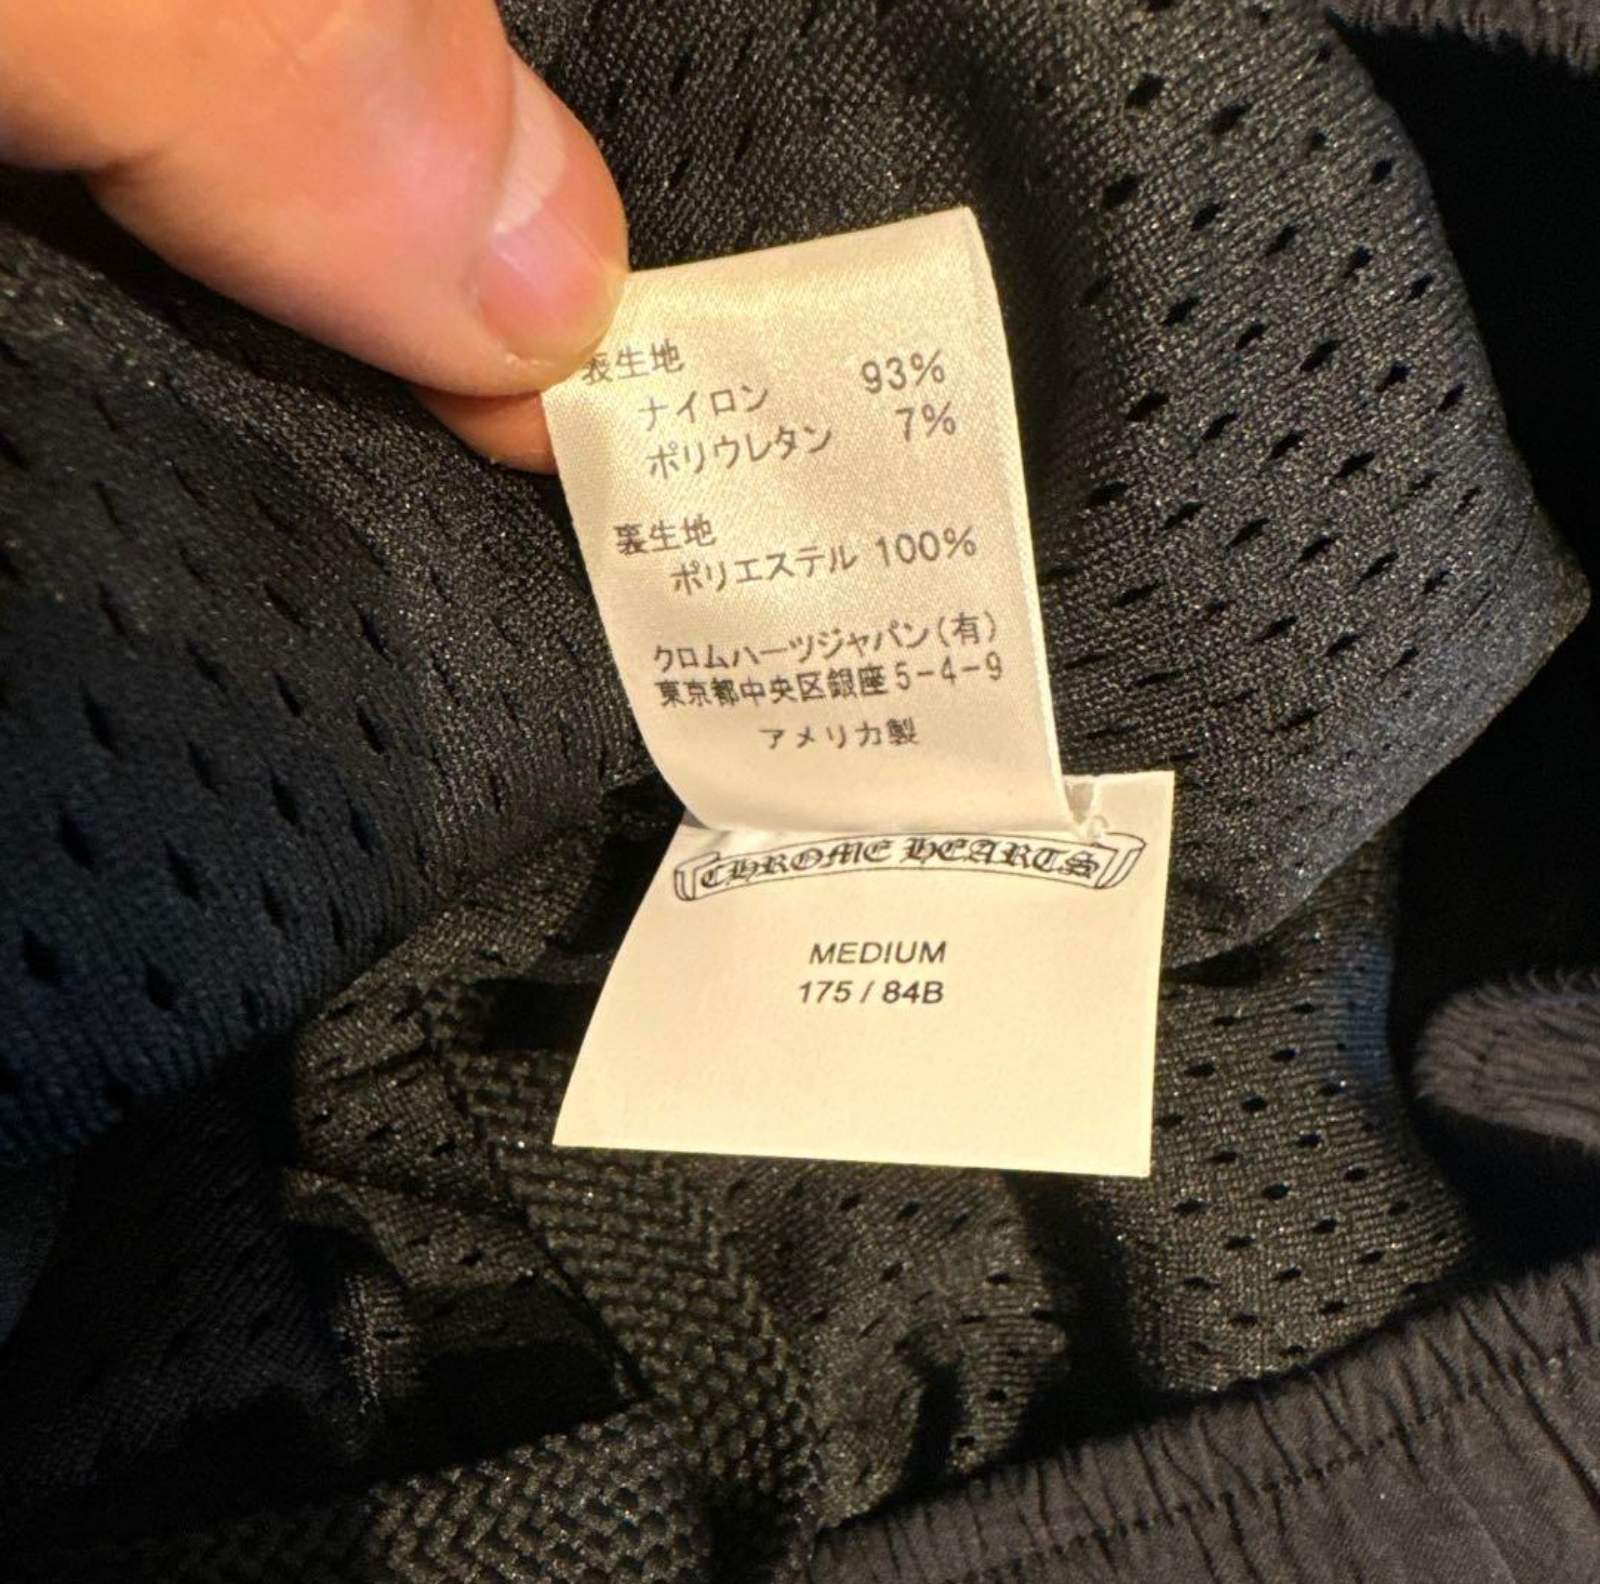 表生地
ナイロン 93%
ポリウレタン 7%
裏生地
ポリエステル 100%
クロムハーツジャパン(有)
東京都中央区銀座5-4-9
アメリカ製
CHROME HEARTS
MEDIUM
175 / 84B